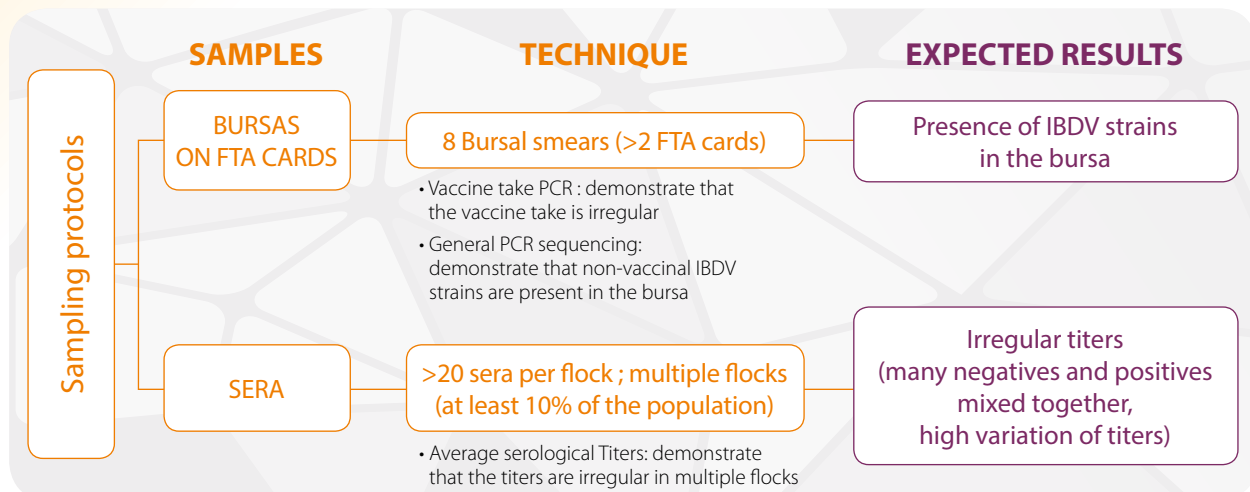 SAMPLES
TECHNIQUE
EXPECTED RESULTS
Sampling protocols
BURSAS
ON FTA CARDS
8 Bursal smears (>2 FTA cards)
• Vaccine take PCR : demonstrate that
the vaccine take is irregular
• General PCR sequencing:
demonstrate that non-vaccinal IBDV
strains are present in the bursa
Presence of IBDV strains
in the bursa
SERA
>20 sera per flock ; multiple flocks
(at least 10% of the population)
• Average serological Titers: demonstrate
that the titers are irregular in multiple flocks
Irregular titers
(many negatives and positives
mixed together,
high variation of titers)